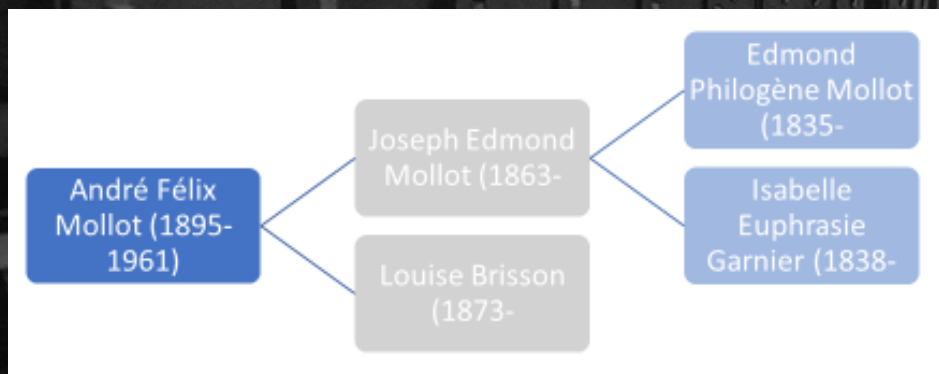 André Félix
Mollot (1895-
1961)
Joseph Edmond
Mollot (1863-
Louise Brisson
(1873-
Edmond
Philogène Mollot
(1835-
Isabelle
Euphrasie
Garnier (1838-